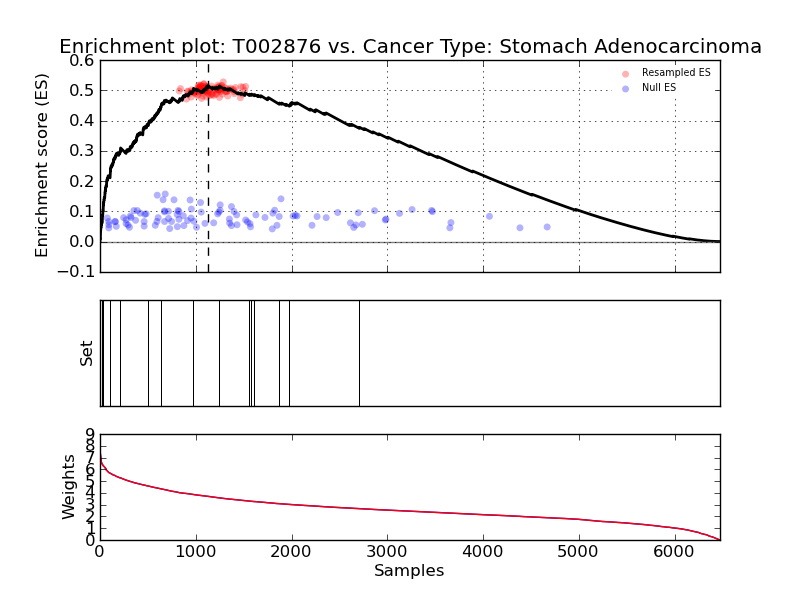 Enrichment plot: T002876 vs. Cancer Type: Stomach Adenocarcinoma
0.6
0.5
0.4
0.3
0.2
0.1
0.0
−0.1
Enrichment score (ES)
Resampled ES
Null ES
Set
9
8
7
6
5
4
3
2
1
0
Weights
0 1000 2000 3000 4000 5000 6000
Samples